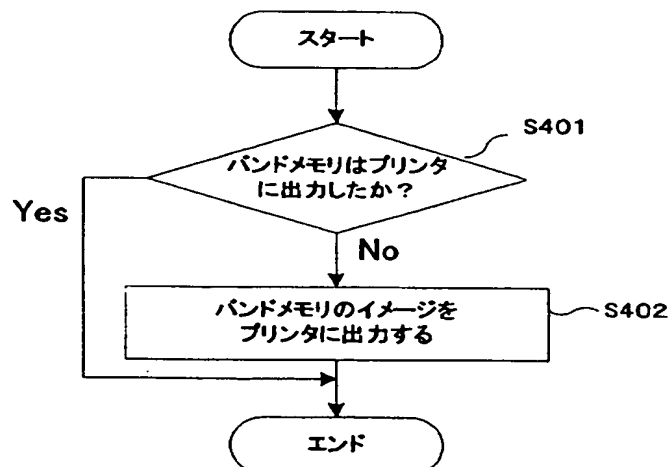 スタート
S401
バンドメモリはプリンタ
に出力したか？
Yes
No
バンドメモリのイメージを
プリンタに出力する
S402
エンド